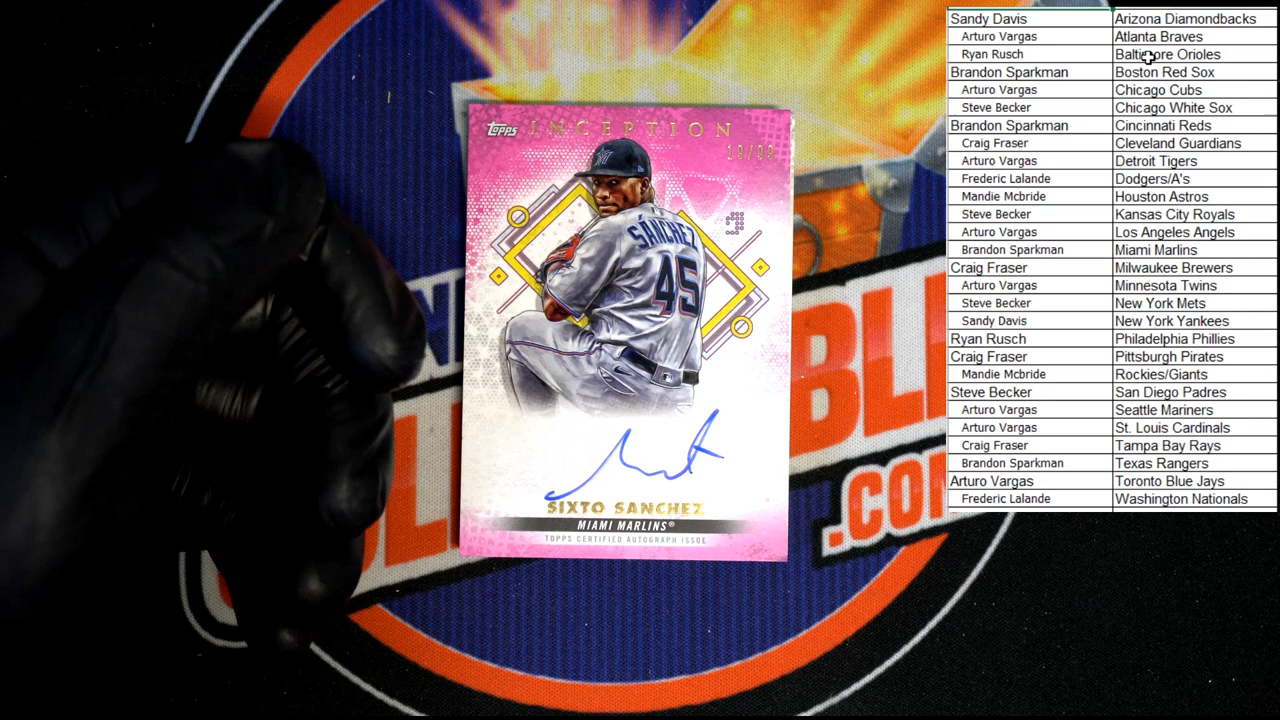 TOPPS INCEPTION
SÁNCHEZ
45
SIXTO SANCHEZ
MIAMI MARLINS®
TOPPS CERTIFIED AUTOGRAPH ISSUE
.CO
Sandy Davis Arizona Diamondbacks
Arturo Vargas Atlanta Braves
Ryan Rusch Baltimore Orioles
Brandon Sparkman Boston Red Sox
Arturo Vargas Chicago Cubs
Steve Becker Chicago White Sox
Brandon Sparkman Cincinnati Reds
Craig Fraser Cleveland Guardians
Arturo Vargas Detroit Tigers
Frederic Lalande Dodgers/A's
Mandie Mcbride Houston Astros
Steve Becker Kansas City Royals
Arturo Vargas Los Angeles Angels
Brandon Sparkman Miami Marlins
Craig Fraser Milwaukee Brewers
Arturo Vargas Minnesota Twins
Steve Becker New York Mets
Sandy Davis New York Yankees
Ryan Rusch Philadelphia Phillies
Craig Fraser Pittsburgh Pirates
Mandie Mcbride Rockies/Giants
Steve Becker San Diego Padres
Arturo Vargas Seattle Mariners
Arturo Vargas St. Louis Cardinals
Craig Fraser Tampa Bay Rays
Brandon Sparkman Texas Rangers
Arturo Vargas Toronto Blue Jays
Frederic Lalande Washington Nationals